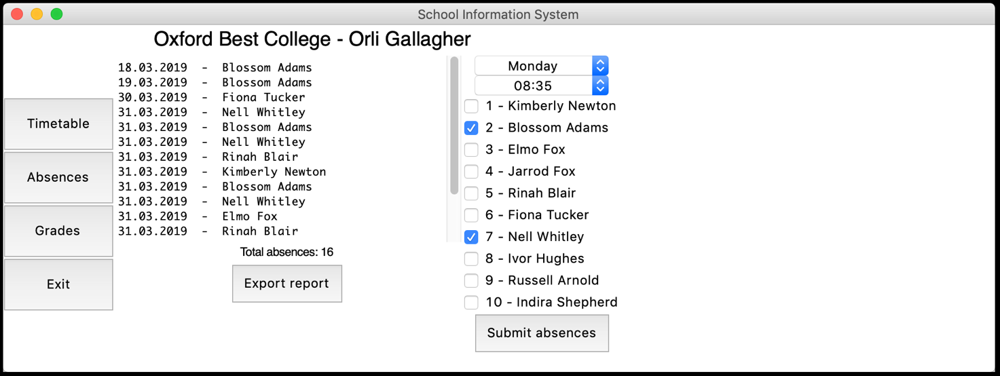 School Information System
Oxford Best College - Orli Gallagher
Timetable
Absences
Grades
Exit
18.03.2019 - Blossom Adams
19.03.2019 - Blossom Adams
30.03.2019 - Fiona Tucker
31.03.2019 - Nell Whitley
31.03.2019 - Blossom Adams
31.03.2019 - Nell Whitley
31.03.2019 - Rinah Blair
31.03.2019 - Kimberly Newton
31.03.2019 - Blossom Adams
31.03.2019 - Nell Whitley
31.03.2019 - Elmo Fox
31.03.2019 - Rinah Blair
Total absences: 16
Export report
Monday
08:35
1 - Kimberly Newton
2 - Blossom Adams
3 - Elmo Fox
4 - Jarrod Fox
5 - Rinah Blair
6 - Fiona Tucker
7 - Nell Whitley
8 - Ivor Hughes
9 - Russell Arnold
10 - Indira Shepherd
Submit absences